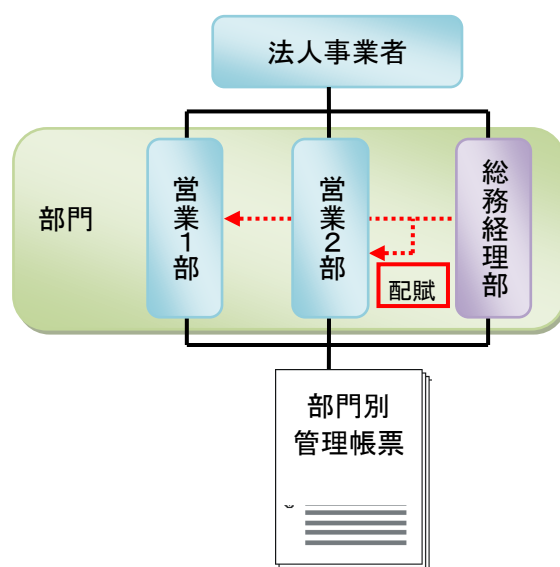 法人事業者
部門
営業1部
営業2部
総務経理部
配賦
部門別
管理帳票